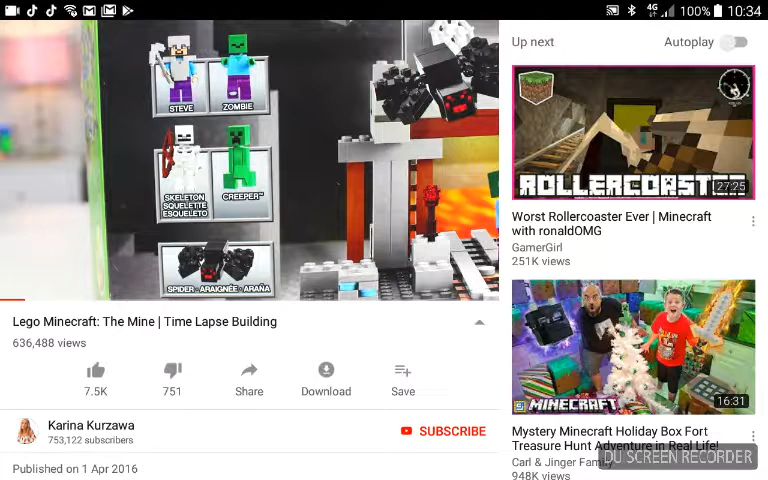 4G 100% 10:34
STEVE
ZOMBIE
SKELETON
SQUELETTE
ESQUELETO
CREEPER™
SPIDER . ARAIGNÉE . ARAÑA
Lego Minecraft: The Mine | Time Lapse Building
636,488 views
7.5K
751
Share
Download
Save
Karina Kurzawa
753,122 subscribers
SUBSCRIBE
Published on 1 Apr 2016
Up next
Autoplay
ROLLERCOASTER
27:25
Worst Rollercoaster Ever | Minecraft
with ronaldOMG
GamerGirl
251K views
MINECRAFT
16:31
Mystery Minecraft Holiday Box Fort
Treasure Hunt Adventure in Real Life!
Carl & Jinger Family
948K views
DU SCREEN RECORDER